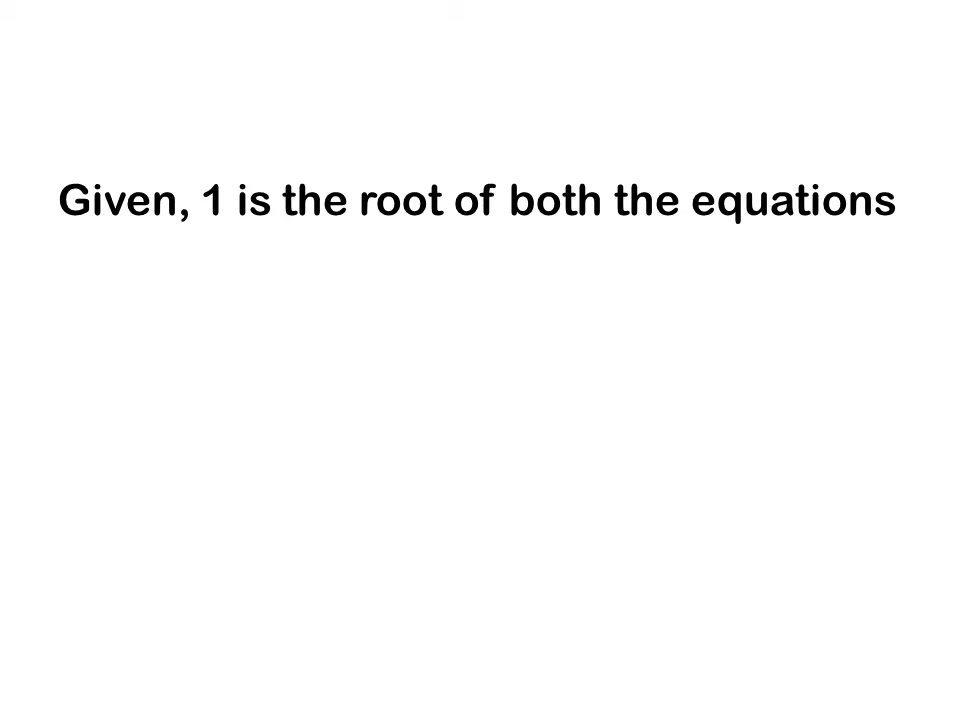 Given, 1 is the root of both the equations